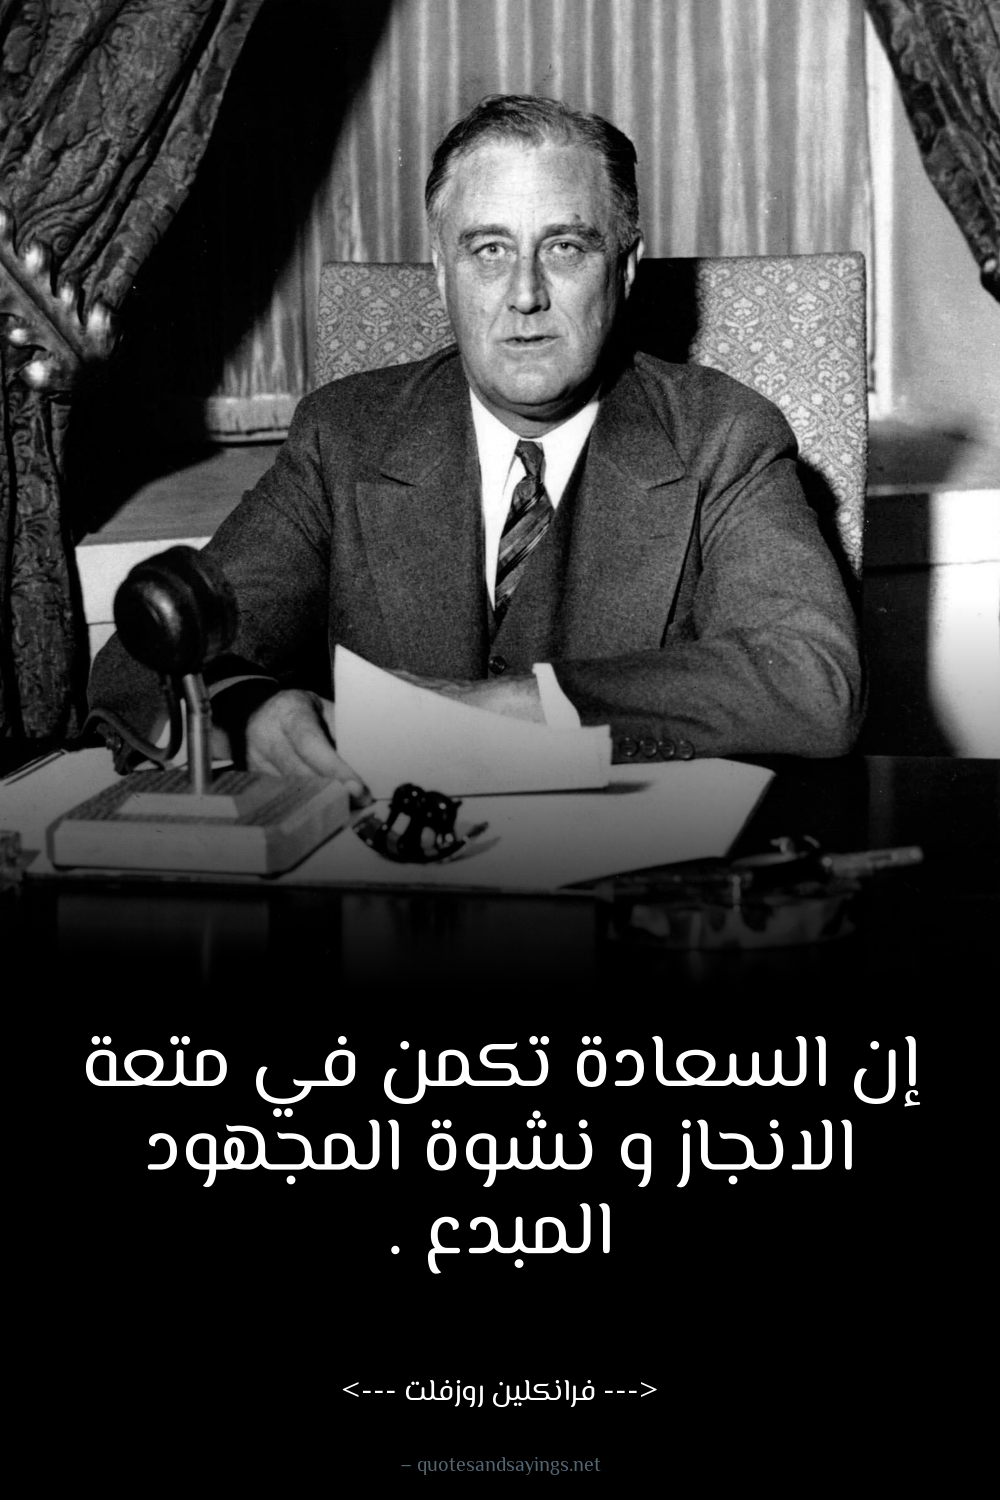 إن السعادة تكمن في متعة
الانجاز و نشوة المجهود
المبدع .
<--- فرانكلين روزفلت --->
– quotesandsayings.net